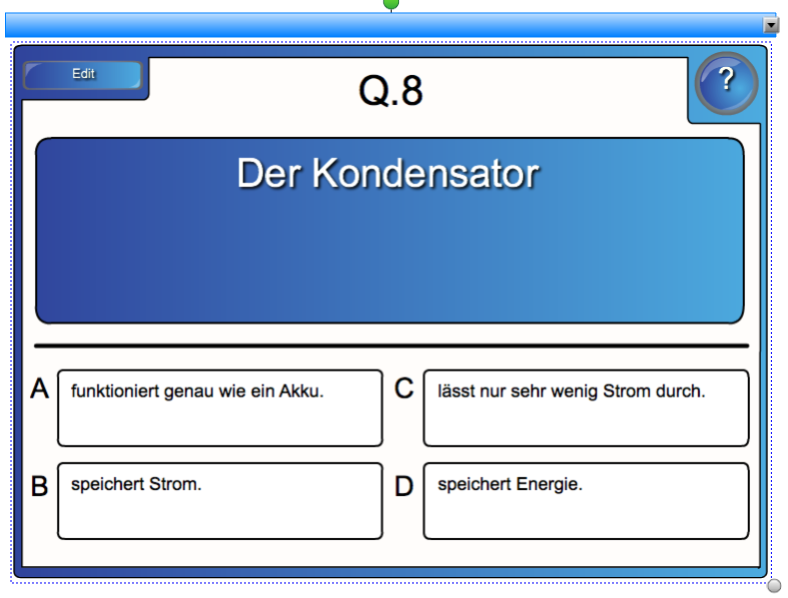 Edit
?
Q.8
Der Kondensator
A
funktioniert genau wie ein Akku.
C
lässt nur sehr wenig Strom durch.
B
speichert Strom.
D
speichert Energie.